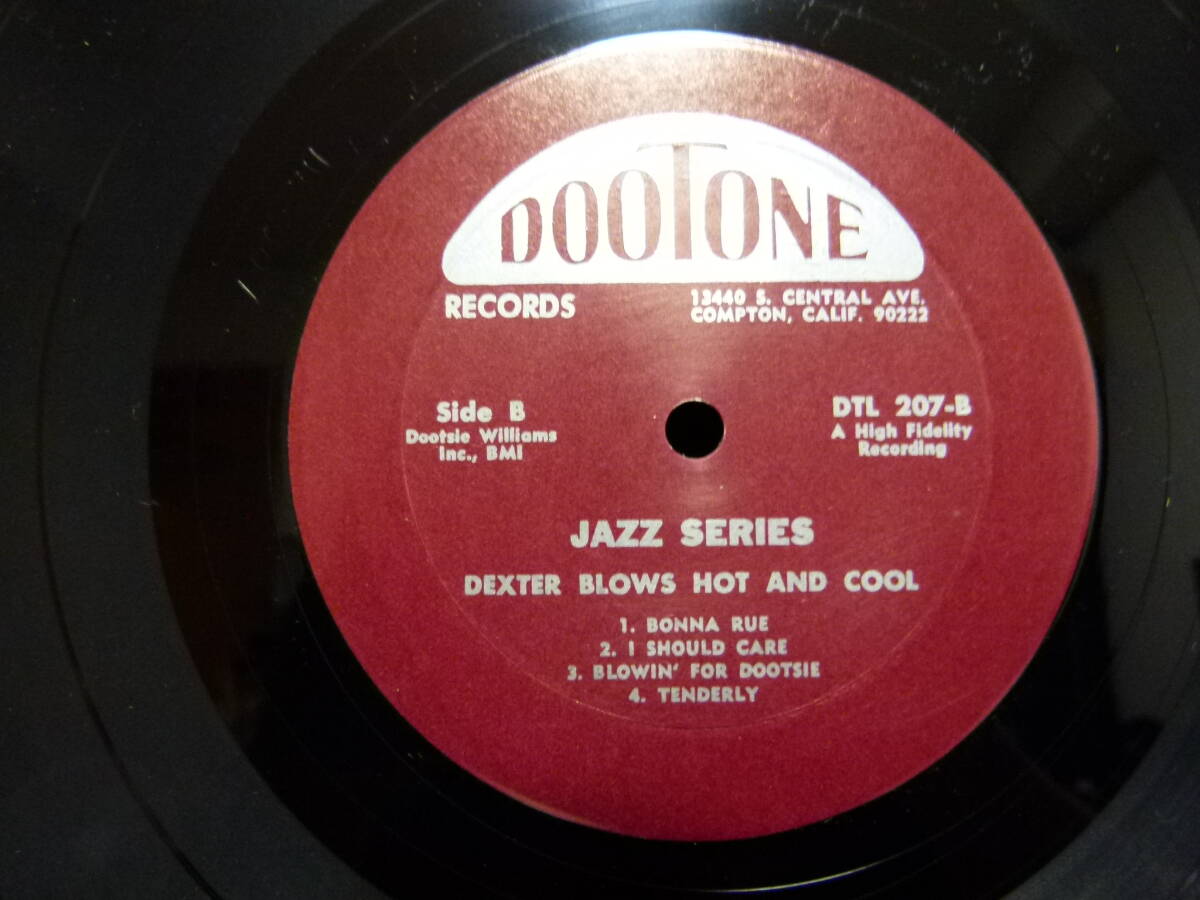 DOOTONE
RECORDS
13440 S. CENTRAL AVE.
COMPTON, CALIF. 90222
Side B
Dootsie Williams
Inc., BMI
DTL 207-B
A High Fidelity
Recording
JAZZ SERIES
DEXTER BLOWS HOT AND COOL
1. BONNA RUE
2. I SHOULD CARE
3. BLOWIN' FOR DOOTSIE
4. TENDERLY